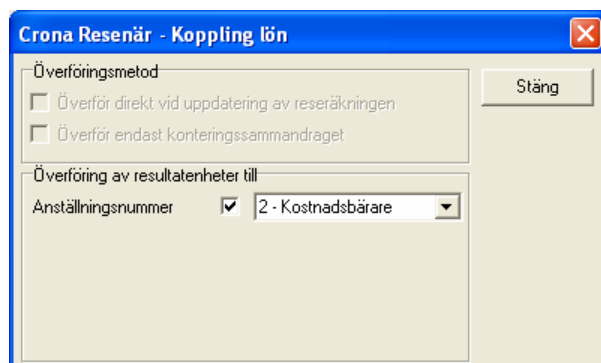 Crona Resenär - Koppling lön
Överföringsmetod
Överför direkt vid uppdatering av reseräkningen
Överför endast konteringssammandraget
Stäng
Överföring av resultatenheter till
Anställningsnummer 2 - Kostnadsbärare